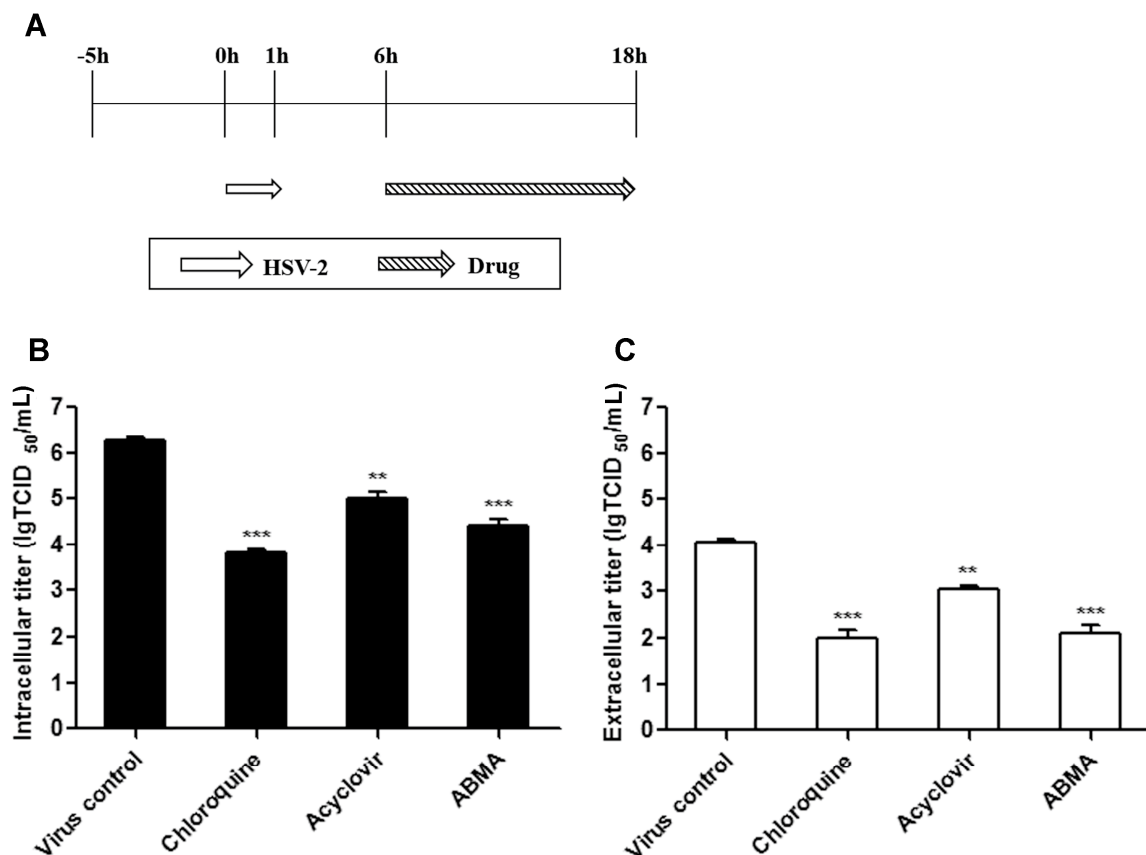 A
-5h 0h 1h 6h 18h
HSV-2 Drug
B
Intracellular titer (lgTCID 50/mL)
7
6
5
4
3
2
1
0
***
**
***
Virus control
Chloroquine
Acyclovir
ABMA
C
Extracellular titer (lgTCID 50/mL)
7
6
5
4
3
2
1
0
***
**
***
Virus control
Chloroquine
Acyclovir
ABMA